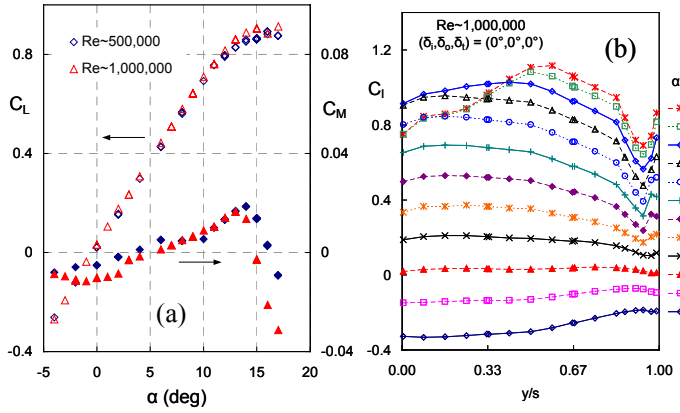 (a)
Re~500,000
Re~1,000,000
C_L
C_M
0.8
0.4
0
-0.4
0.08
0.04
0
-0.04
-5
0
5
10
15
20
α (deg)
Re~1,000,000
(δ_i,δ_o,δ_t) = (0°,0°,0°)
(b)
C_l
α
1.2
0.8
0.4
0
-0.4
0.00
0.33
0.67
1.00
y/s